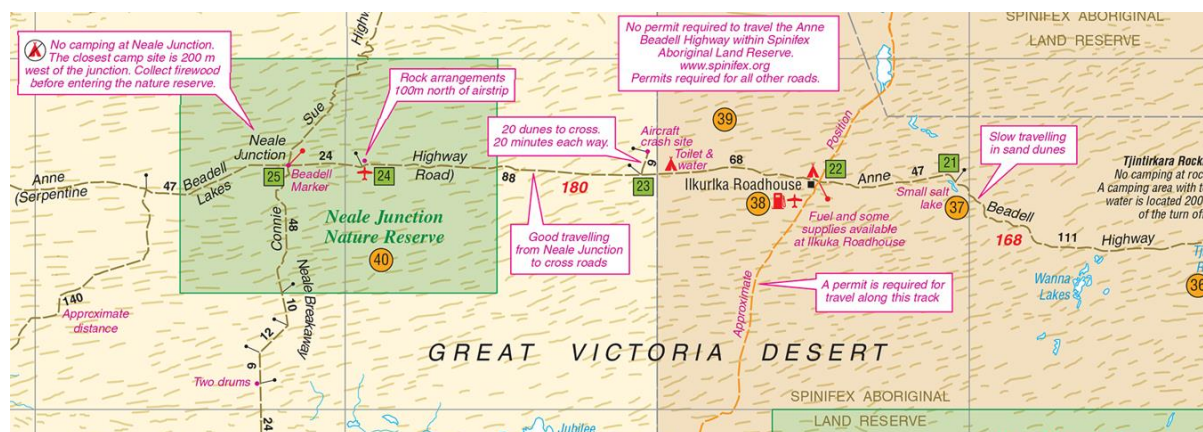 No camping at Neale Junction.
The closest camp site is 200 m
west of the junction. Collect firewood
before entering the nature reserve.
Highway
Sue
Rock arrangements
100m north of airstrip
No permit required to travel the Anne
Beadell Highway within Spinifex
Aboriginal Land Reserve.
www.spinifex.org
Permits required for all other roads.
SPINIFEX ABORIGINAL
LAND RESERVE
39
20 dunes to cross.
20 minutes each way.
Aircraft
crash site
6
Toilet &
water
68
Position
22
21
Slow travelling
in sand dunes
Neale
Junction
24
Highway
Road)
88
180
23
Ilkurlka Roadhouse
38
Anne
47
Small salt
lake
37
Beadell
168
111
Highway
Tjintirkara Rock
No camping at roc
A camping area with t
water is located 200
of the turn o
Anne
(Serpentine
47
Beadell
Lakes
25
Beadell
Marker
24
Connie
48
Neale Junction
Nature Reserve
40
Good travelling
from Neale Junction
to cross roads
Fuel and some
supplies available
at Ilkuka Roadhouse
A permit is required for
travel along this track
Approximate
Wanna
Lakes
36
140
Approximate
distance
10
Neale Breakaway
12
6
Two drums
24
GREAT VICTORIA DESERT
SPINIFEX ABORIGINAL
LAND RESERVE
Jubilee